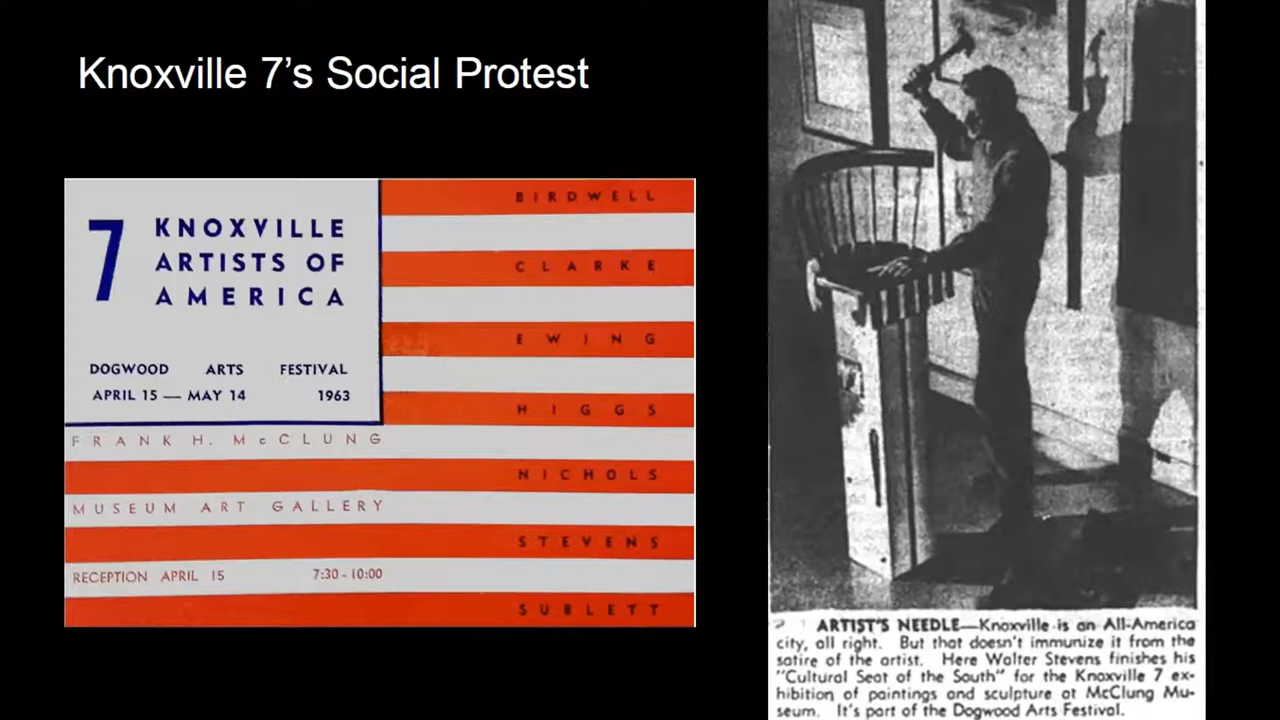 Knoxville 7's Social Protest
7 KNOXVILLE
ARTISTS OF
AMERICA
DOGWOOD ARTS FESTIVAL
APRIL 15 — MAY 14 1963
FRANK H. McCLUNG
MUSEUM ART GALLERY
RECEPTION APRIL 15 7:30 - 10:00
BIRDWELL
CLARKE
EWING
HIGGS
NICHOLS
STEVENS
SUBLETT
ARTIST'S NEEDLE—Knoxville is an All-America
city, all right. But that doesn't immunize it from the
satire of the artist. Here Walter Stevens finishes his
"Cultural Seat of the South" for the Knoxville 7 ex-
hibition of paintings and sculpture at McClung Mu-
seum. It's part of the Dogwood Arts Festival.